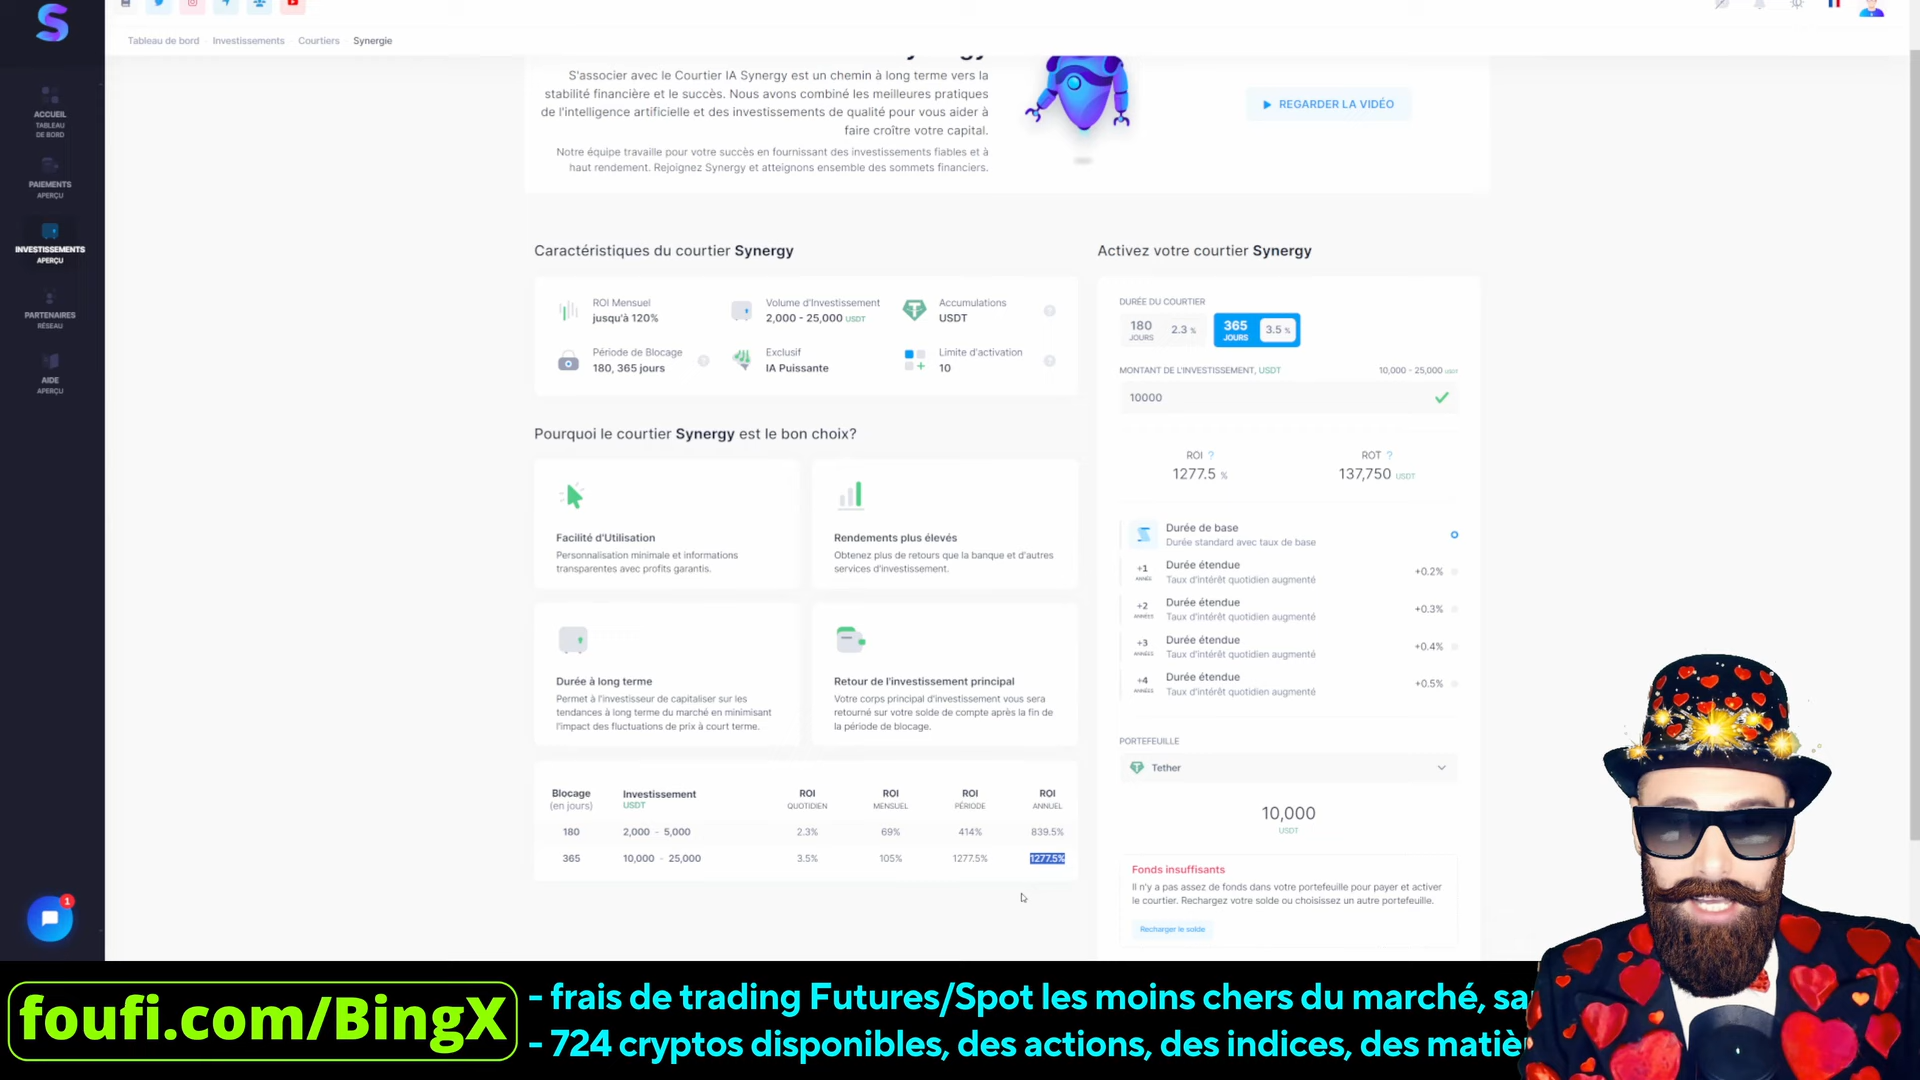 Tableau de bord
Investissements
Courtiers
Synergie
S'associer avec le Courtier IA Synergy est un chemin à long terme vers la
stabilité financière et le succès. Nous avons combiné les meilleures pratiques
de l'intelligence artificielle et des investissements de qualité pour vous aider à
faire croître votre capital.
Notre équipe travaille pour votre succès en fournissant des investissements fiables et à
haut rendement. Rejoignez Synergy et atteignons ensemble des sommets financiers.
REGARDER LA VIDÉO
ACCUEIL
TABLEAU
DE BORD
PAIEMENTS
APERÇU
INVESTISSEMENTS
APERÇU
PARTENAIRES
RÉSEAU
AIDE
APERÇU
1
Caractéristiques du courtier Synergy
ROI Mensuel
jusqu'à 120%
Volume d'Investissement
2,000 - 25,000 USDT
Accumulations
USDT
?
Période de Blocage
180, 365 jours
?
Exclusif
IA Puissante
Limite d'activation
10
?
Pourquoi le courtier Synergy est le bon choix?
Facilité d'Utilisation
Personnalisation minimale et informations
transparentes avec profits garantis.
Rendements plus élevés
Obtenez plus de retours que la banque et d'autres
services d'investissement.
Durée à long terme
Permet à l'investisseur de capitaliser sur les
tendances à long terme du marché en minimisant
l'impact des fluctuations de prix à court terme.
Retour de l'investissement principal
Votre corps principal d'investissement vous sera
retourné sur votre solde de compte après la fin de
la période de blocage.
Blocage (en jours) Investissement USDT ROI QUOTIDIEN ROI MENSUEL ROI PÉRIODE ROI ANNUEL
180 2,000 - 5,000 2.3% 69% 414% 839.5%
365 10,000 - 25,000 3.5% 105% 1277.5% 1277.5%
Activez votre courtier Synergy
DURÉE DU COURTIER
180 JOURS 2.3 %
365 JOURS 3.5 %
MONTANT DE L'INVESTISSEMENT, USDT 10,000 - 25,000 USDT
10000
ROI ?
1277.5 %
ROT ?
137,750 USDT
Durée de base
Durée standard avec taux de base
+1 ANNÉE
Durée étendue
Taux d'intérêt quotidien augmenté
+0.2%
+2 ANNÉES
Durée étendue
Taux d'intérêt quotidien augmenté
+0.3%
+3 ANNÉES
Durée étendue
Taux d'intérêt quotidien augmenté
+0.4%
+4 ANNÉES
Durée étendue
Taux d'intérêt quotidien augmenté
+0.5%
PORTEFEUILLE
Tether
10,000
USDT
Fonds insuffisants
Il n'y a pas assez de fonds dans votre portefeuille pour payer et activer
le courtier. Rechargez votre solde ou choisissez un autre portefeuille.
Recharger le solde
foufi.com/BingX
- frais de trading Futures/Spot les moins chers du marché,
- 724 cryptos disponibles, des actions, des indices, des